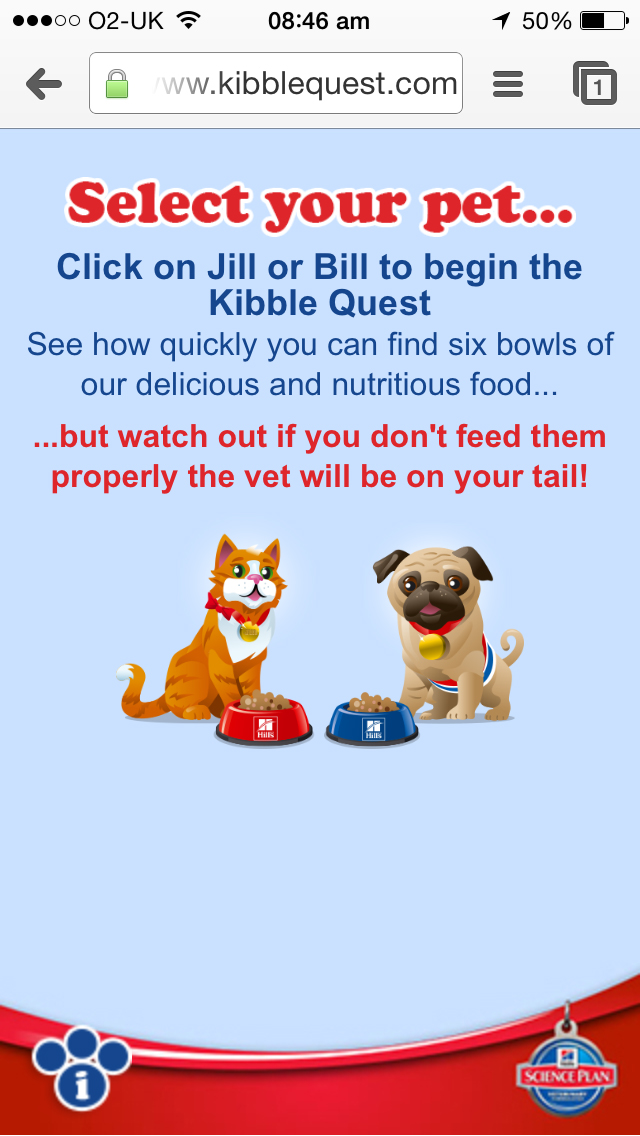 O2-UK 08:46 am 50%
ww.kibblequest.com 1
Select your pet...
Click on Jill or Bill to begin the
Kibble Quest
See how quickly you can find six bowls of
our delicious and nutritious food...
...but watch out if you don't feed them
properly the vet will be on your tail!
Hill's Hill's
i
SCIENCE PLAN